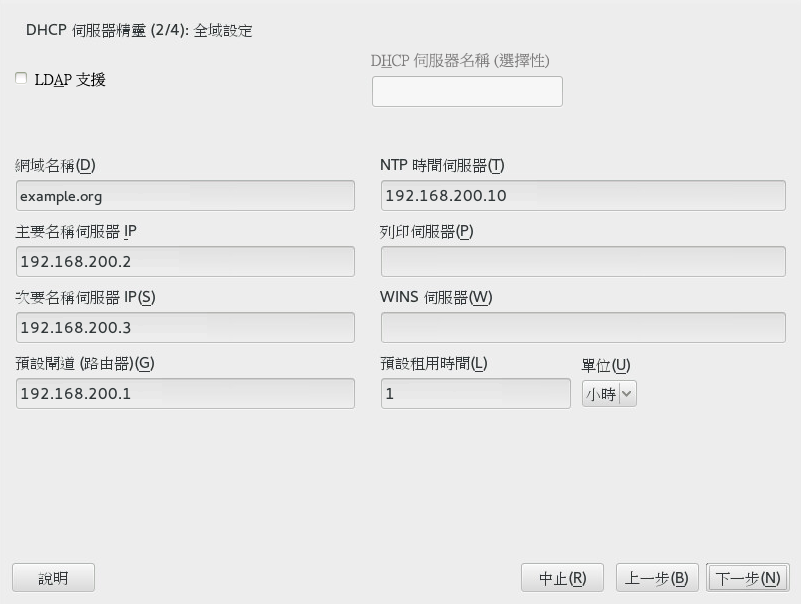 DHCP 伺服器精靈 (2/4): 全域設定
LDAP 支援
DHCP 伺服器名稱 (選擇性)
網域名稱(D)
example.org
NTP 時間伺服器(T)
192.168.200.10
主要名稱伺服器 IP
192.168.200.2
列印伺服器(P)
次要名稱伺服器 IP(S)
192.168.200.3
WINS 伺服器(W)
預設閘道 (路由器)(G)
192.168.200.1
預設租用時間(L)
1
單位(U)
小時
說明
中止(R)
上一步(B)
下一步(N)